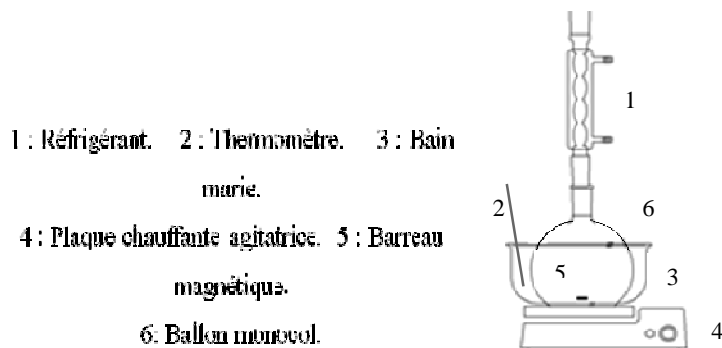 1 : Réfrigérant. 2 : Thermomètre. 3 : Bain
marie.
4 : Plaque chauffante agitatrice. 5 : Barreau
magnétique.
6: Ballon monocol.
1
2
6
5
3
4